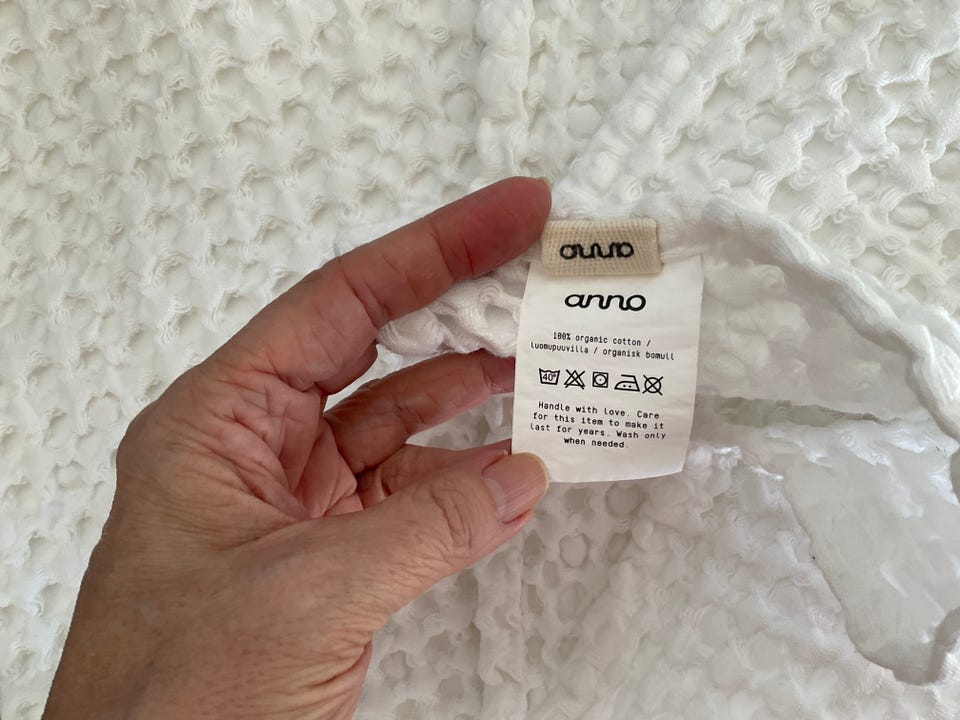 anno
anno
100% organic cotton /
luomupuuvilla / organisk bomull
40°
Handle with love. Care
for this item to make it
last for years. Wash only
when needed.